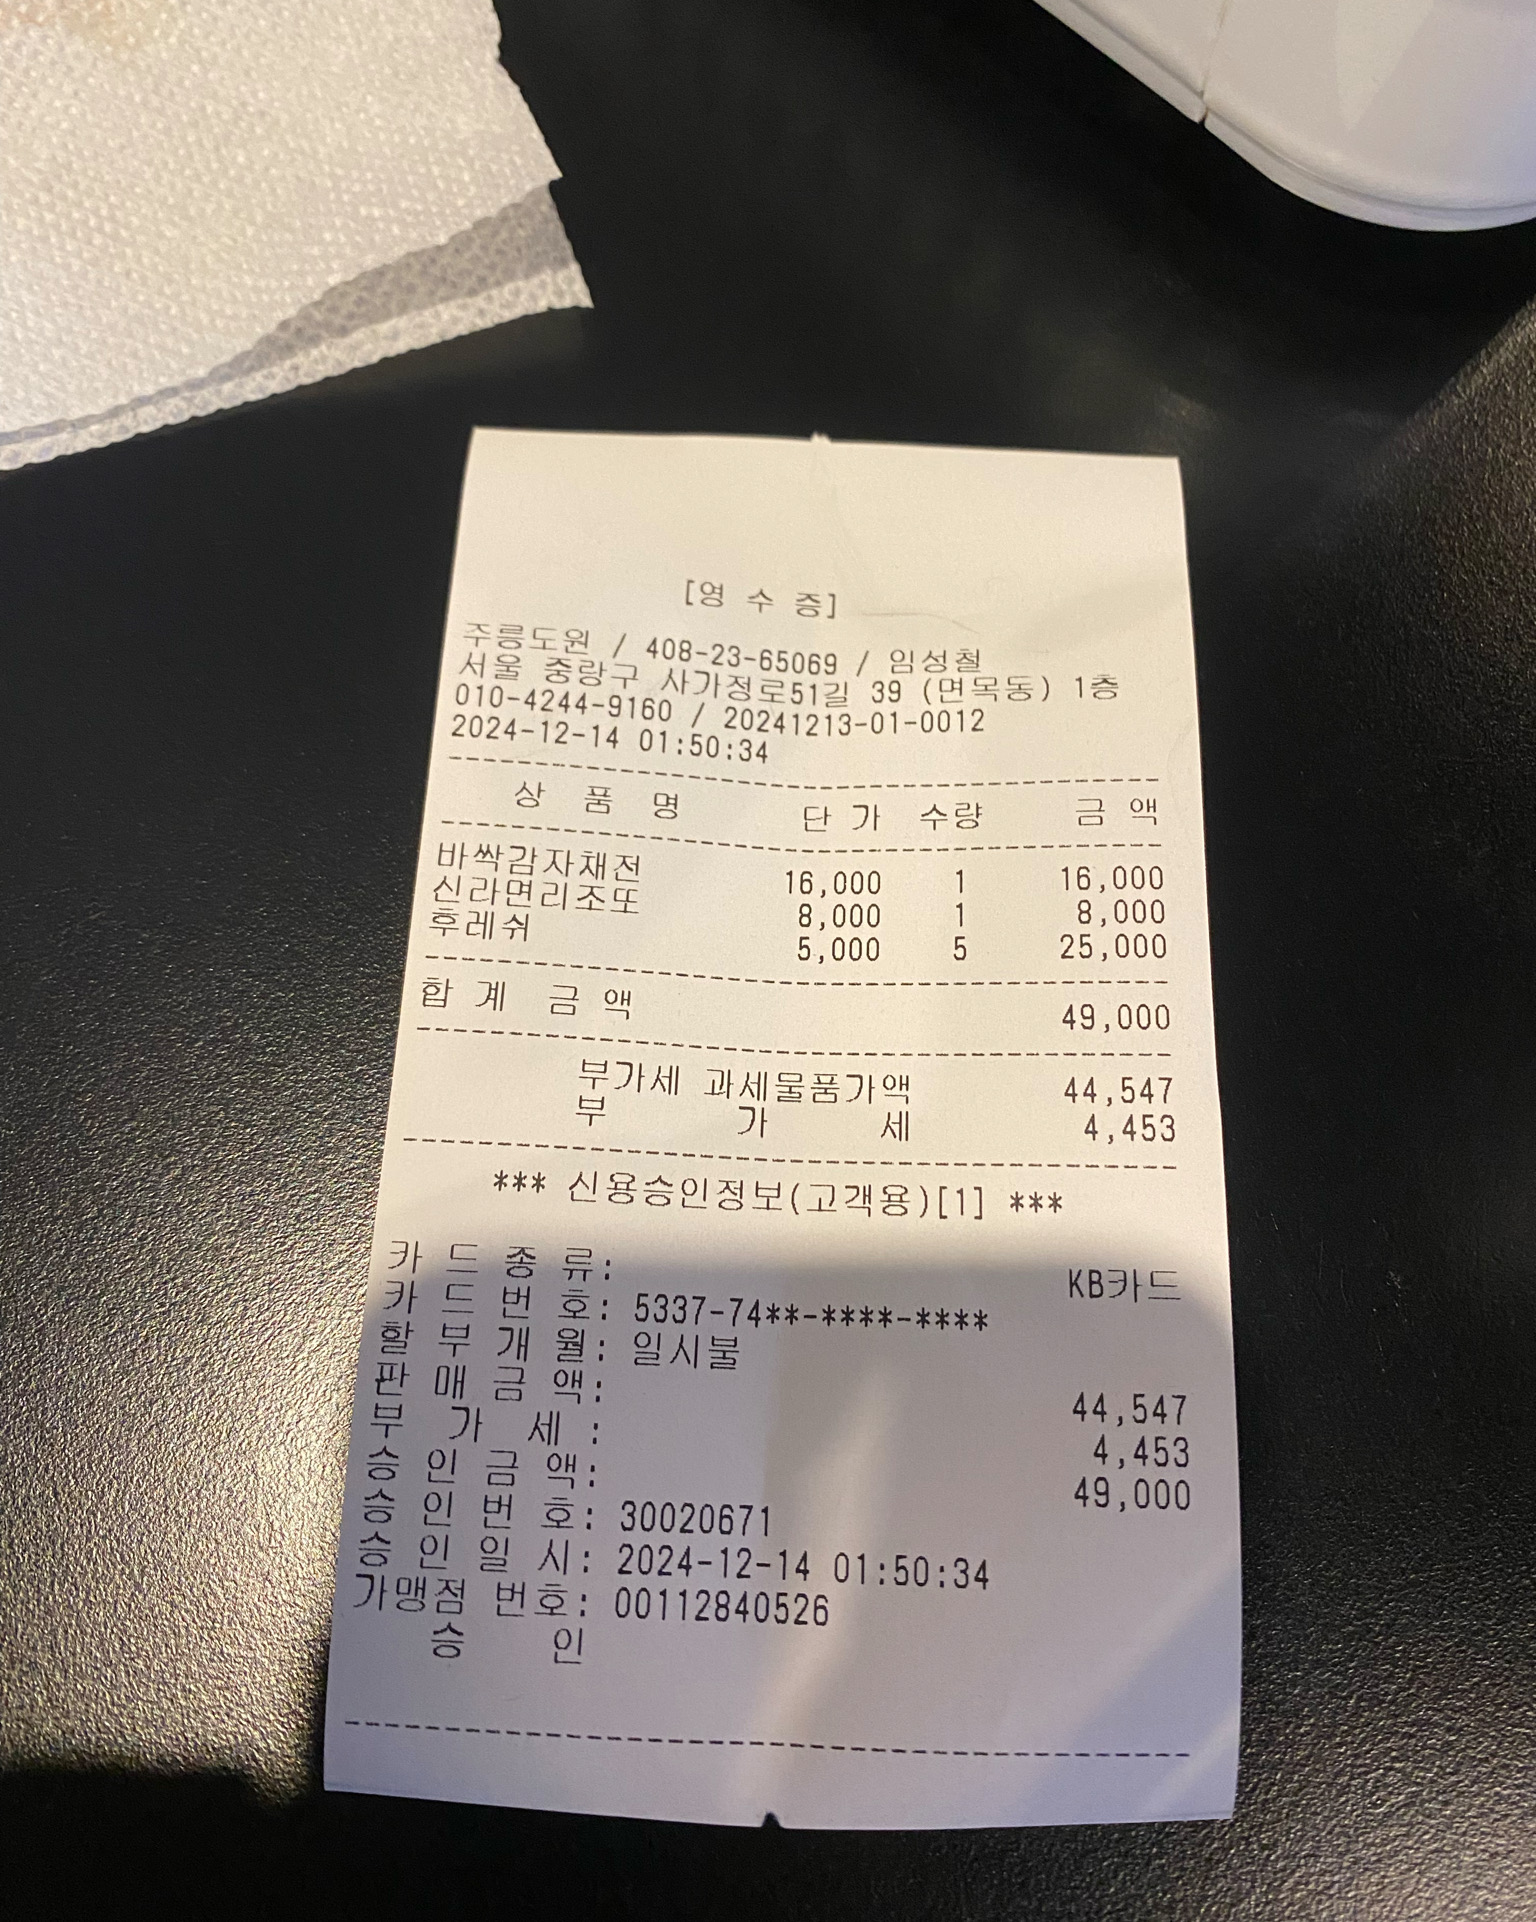 [영 수 증]
주릉도원 / 408-23-65069 / 임성철
서울 중랑구 사가정로51길 39 (면목동) 1층
010-4244-9160 / 20241213-01-0012
2024-12-14 01:50:34
상 품 명 단 가 수량 금 액
바싹감자채전 16,000 1 16,000
신라면리조또 8,000 1 8,000
후레쉬 5,000 5 25,000
합 계 금 액 49,000
부가세 과세물품가액 44,547
부 가 세 4,453
*** 신용승인정보(고객용)[1] ***
카 드 종 류: KB카드
카 드 번 호: 5337-74**-****-****
할 부 개 월: 일시불
판 매 금 액: 44,547
부 가 세 : 4,453
승 인 금 액: 49,000
승 인 번 호: 30020671
승 인 일 시: 2024-12-14 01:50:34
가맹점 번호: 00112840526
승 인